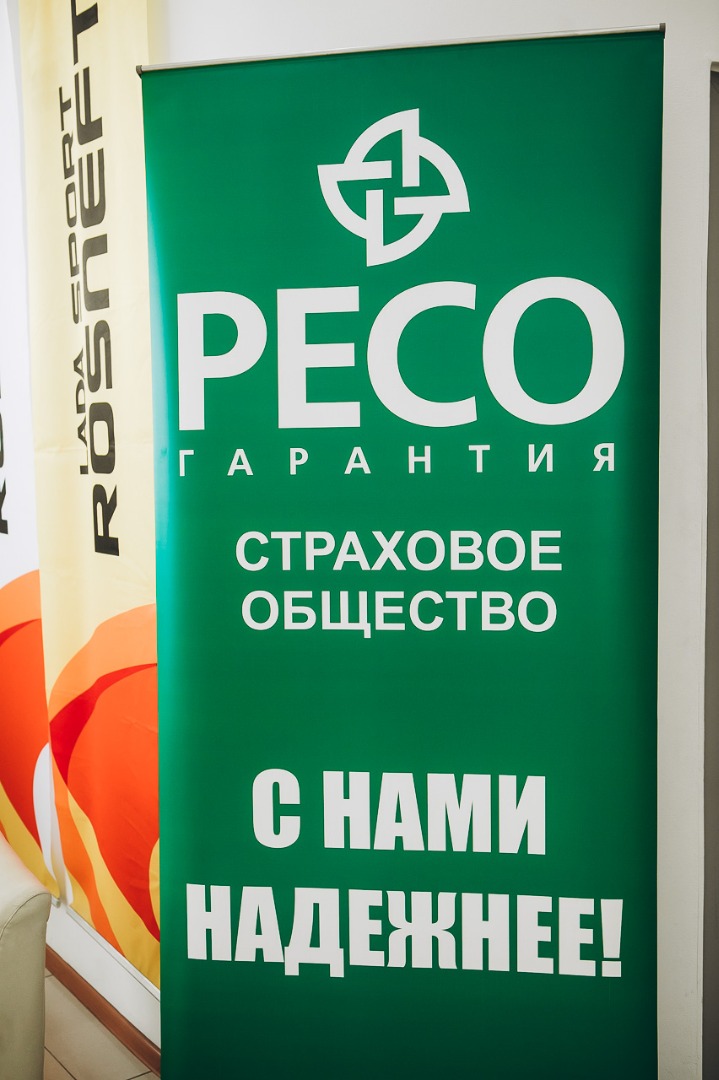 LADA SPORT
ROSNEFT
РЕСО
ГАРАНТИЯ
СТРАХОВОЕ
ОБЩЕСТВО
С НАМИ
НАДЕЖНЕЕ!